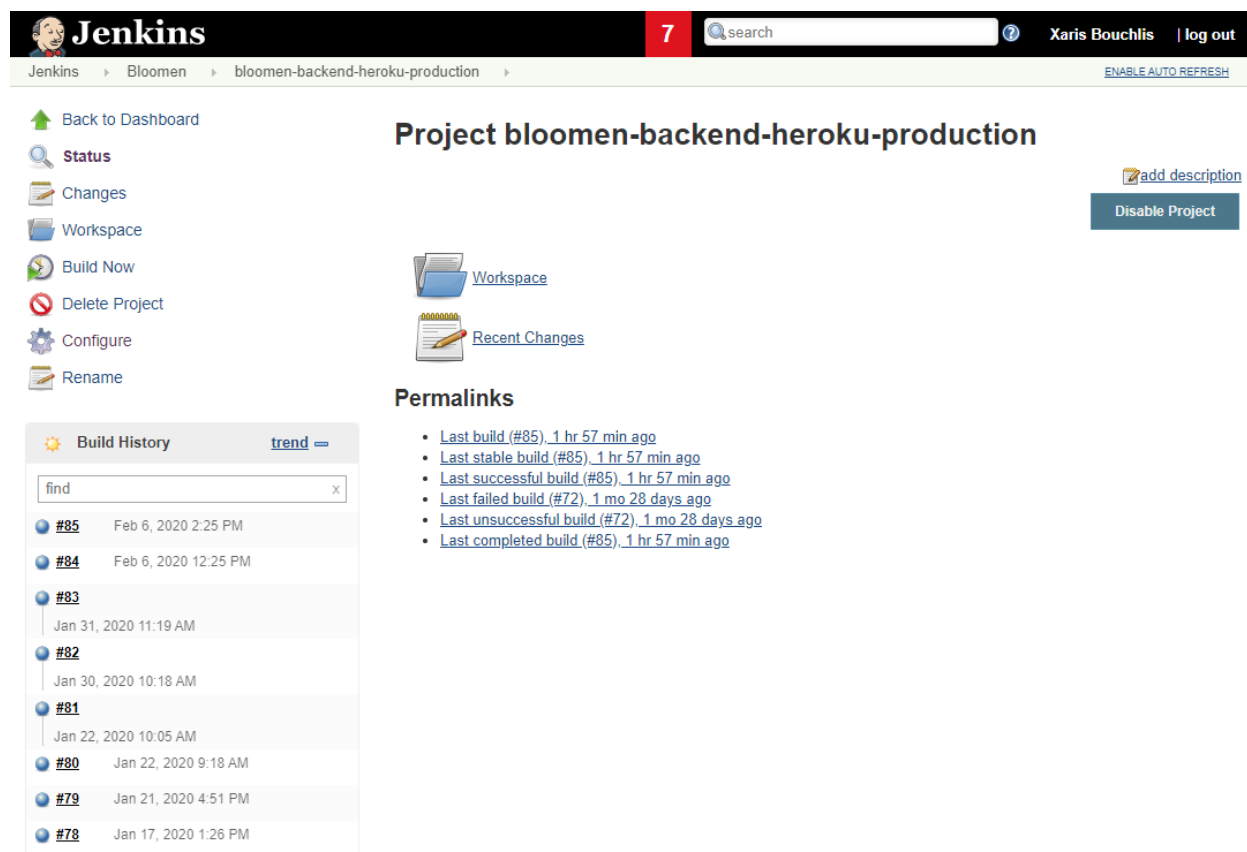 Jenkins
7
search
Xaris Bouchlis | log out
Jenkins Bloomen bloomen-backend-heroku-production
ENABLE AUTO REFRESH
Back to Dashboard
Status
Changes
Workspace
Build Now
Delete Project
Configure
Rename
Build History trend
find x
#85 Feb 6, 2020 2:25 PM
#84 Feb 6, 2020 12:25 PM
#83
Jan 31, 2020 11:19 AM
#82
Jan 30, 2020 10:18 AM
#81
Jan 22, 2020 10:05 AM
#80 Jan 22, 2020 9:18 AM
#79 Jan 21, 2020 4:51 PM
#78 Jan 17, 2020 1:26 PM
Project bloomen-backend-heroku-production
add description
Disable Project
Workspace
Recent Changes
Permalinks
• Last build (#85), 1 hr 57 min ago
• Last stable build (#85), 1 hr 57 min ago
• Last successful build (#85), 1 hr 57 min ago
• Last failed build (#72), 1 mo 28 days ago
• Last unsuccessful build (#72), 1 mo 28 days ago
• Last completed build (#85), 1 hr 57 min ago